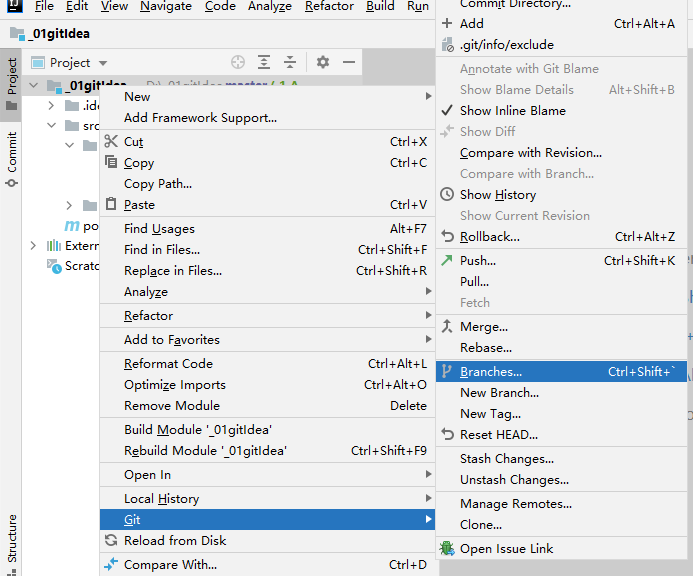 File Edit View Navigate Code Analyze Refactor Build Run
_01gitIdea
Project
_01gitIdea
.ide
src
po
Extern
Scratc
Project
Commit
Structure
New
Add Framework Support...
Cut Ctrl+X
Copy Ctrl+C
Copy Path...
Paste Ctrl+V
Find Usages Alt+F7
Find in Files... Ctrl+Shift+F
Replace in Files... Ctrl+Shift+R
Analyze
Refactor
Add to Favorites
Reformat Code Ctrl+Alt+L
Optimize Imports Ctrl+Alt+O
Remove Module Delete
Build Module '_01gitIdea'
Rebuild Module '_01gitIdea' Ctrl+Shift+F9
Open In
Local History
Git
Reload from Disk
Compare With... Ctrl+D
Commit Directory...
Add Ctrl+Alt+A
.git/info/exclude
Annotate with Git Blame
Show Blame Details Alt+Shift+B
Show Inline Blame
Show Diff
Compare with Revision...
Compare with Branch...
Show History
Show Current Revision
Rollback... Ctrl+Alt+Z
Push... Ctrl+Shift+K
Pull...
Fetch
Merge...
Rebase...
Branches... Ctrl+Shift+`
New Branch...
New Tag...
Reset HEAD...
Stash Changes...
Unstash Changes...
Manage Remotes...
Clone...
Open Issue Link